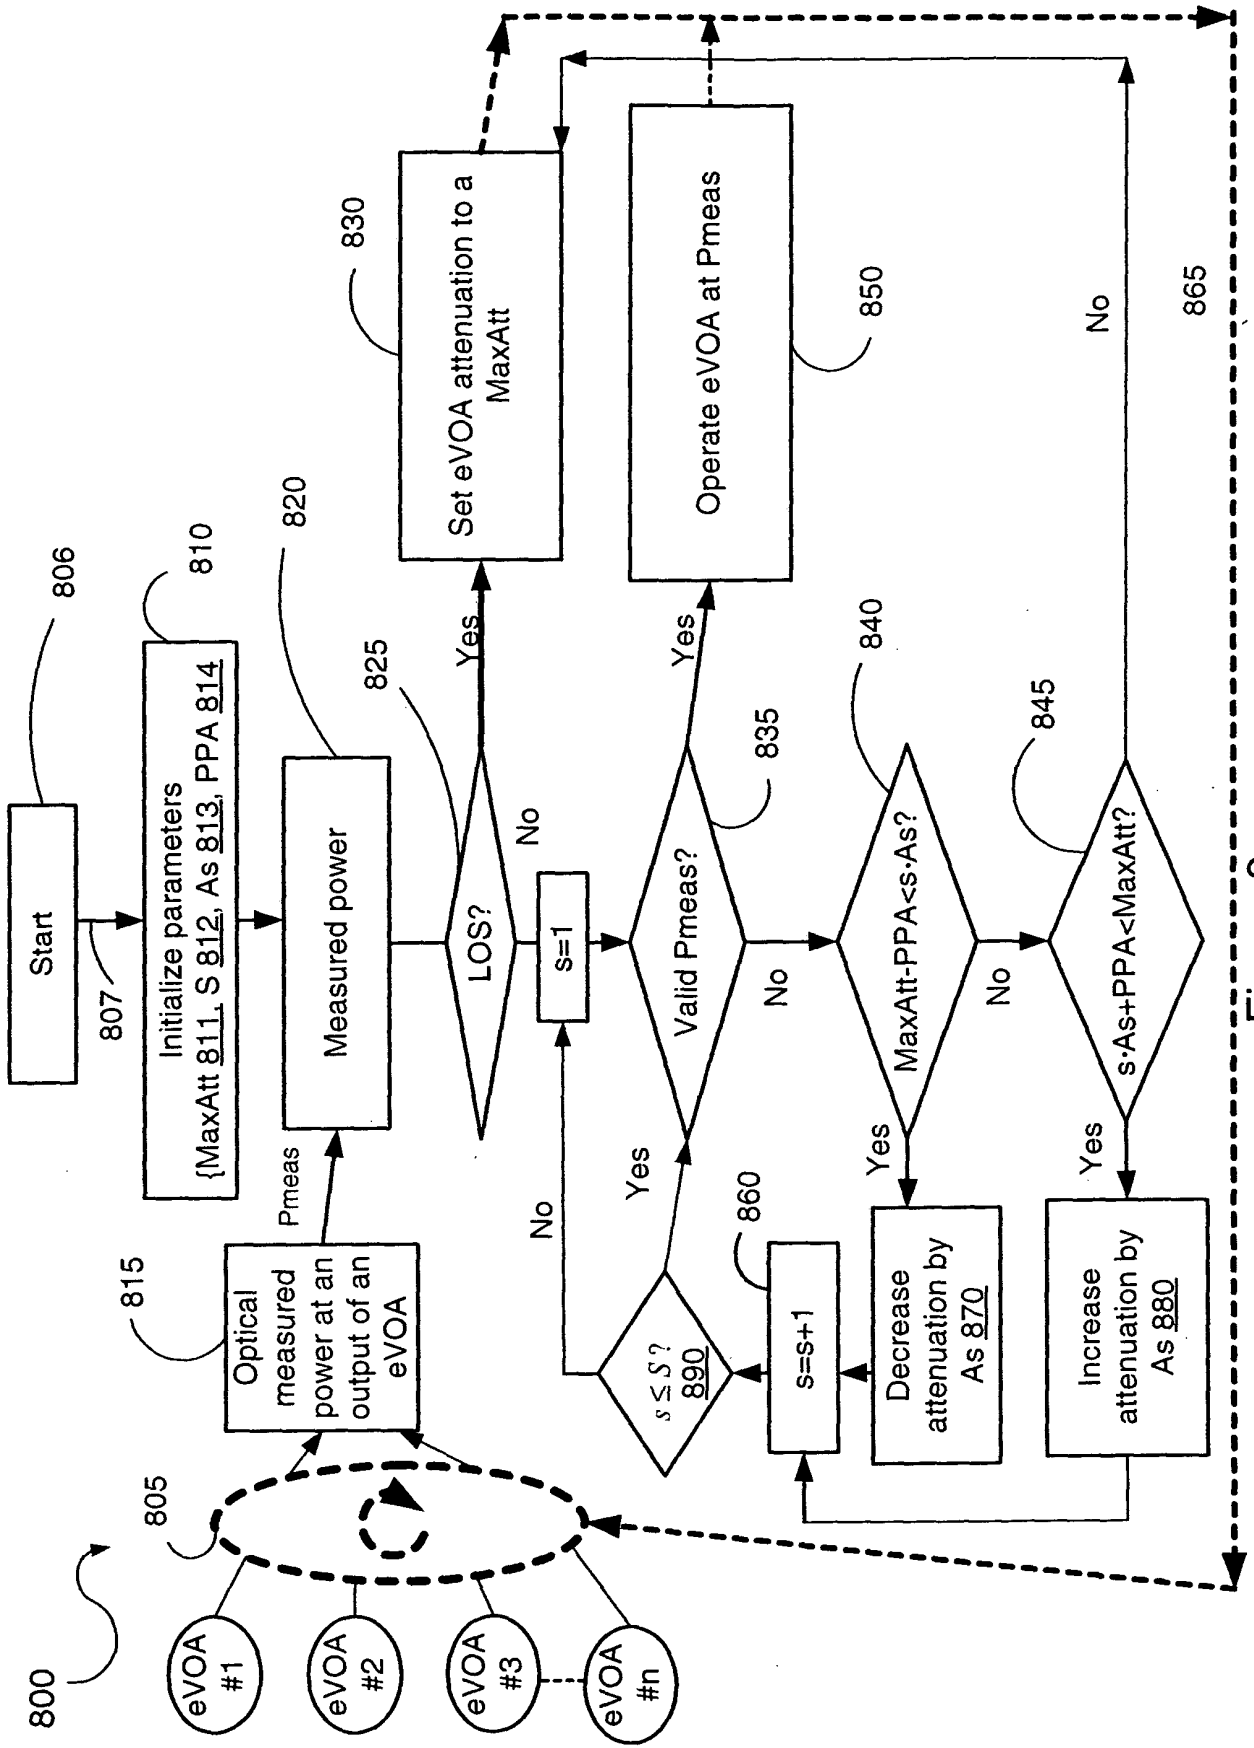 800
805
eVOA
#1
eVOA
#2
eVOA
#3
eVOA
#n
815
Optical
measured
power at an
output of an
eVOA
Pmeas
Start
806
807
Initialize parameters
{MaxAtt 811, S 812, As 813, PPA 814
810
Measured power
820
LOS?
825
Yes
No
Set eVOA attenuation to a
MaxAtt
830
s=1
Valid Pmeas?
835
Yes
No
Operate eVOA at Pmeas
850
MaxAtt-PPA<s·As?
840
Yes
No
s·As+PPA<MaxAtt?
845
Yes
No
865
s ≤ S?
890
Yes
No
s=s+1
860
Decrease
attenuation by
As 870
Increase
attenuation by
As 880